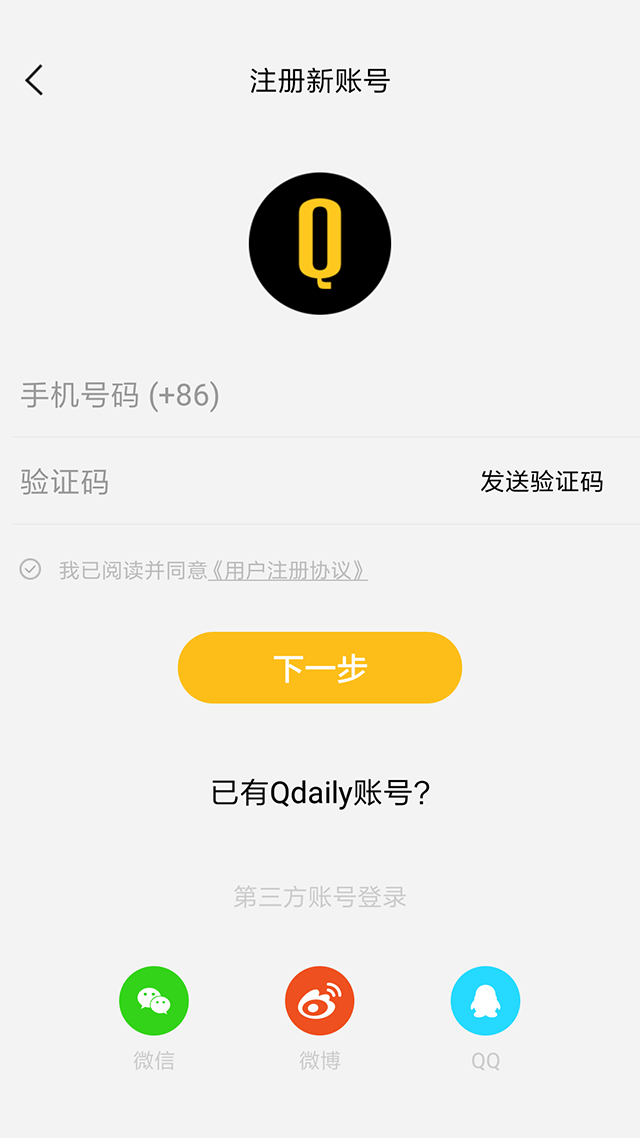 注册新账号
Q
手机号码 (+86)
验证码 发送验证码
我已阅读并同意《用户注册协议》
下一步
已有Qdaily账号?
第三方账号登录
微信 微博 QQ